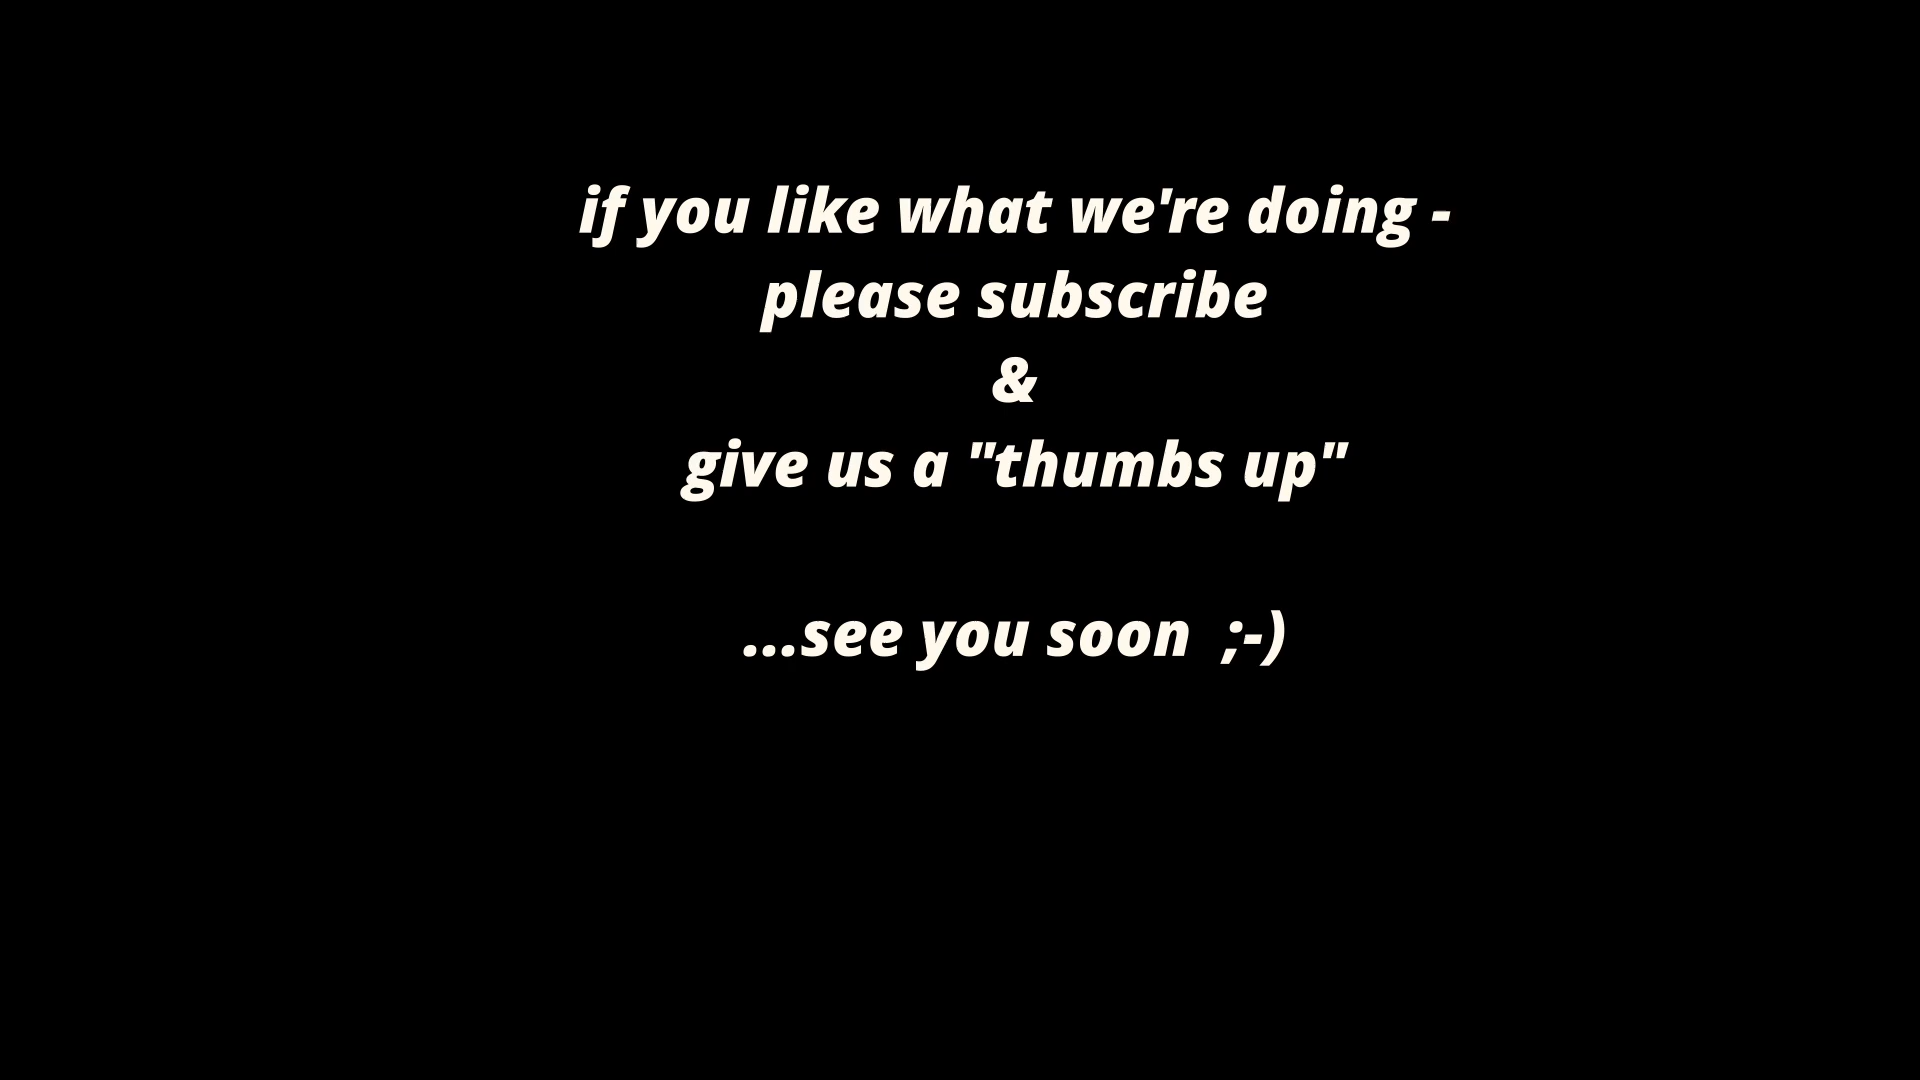 if you like what we're doing -
please subscribe
&
give us a "thumbs up"
...see you soon  ;-)